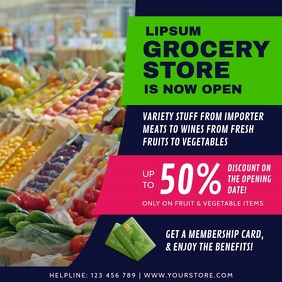 LIPSUM
GROCERY
STORE
IS NOW OPEN
VARIETY STUFF FROM IMPORTER
MEATS TO WINES FROM FRESH
FRUITS TO VEGETABLES
UP
TO
50%
DISCOUNT ON
THE OPENING
DATE!
ONLY ON FRUIT & VEGETABLE ITEMS
GET A MEMBERSHIP CARD,
& ENJOY THE BENEFITS!
HELPLINE: 123 456 789 | WWW.YOURSTORE.COM